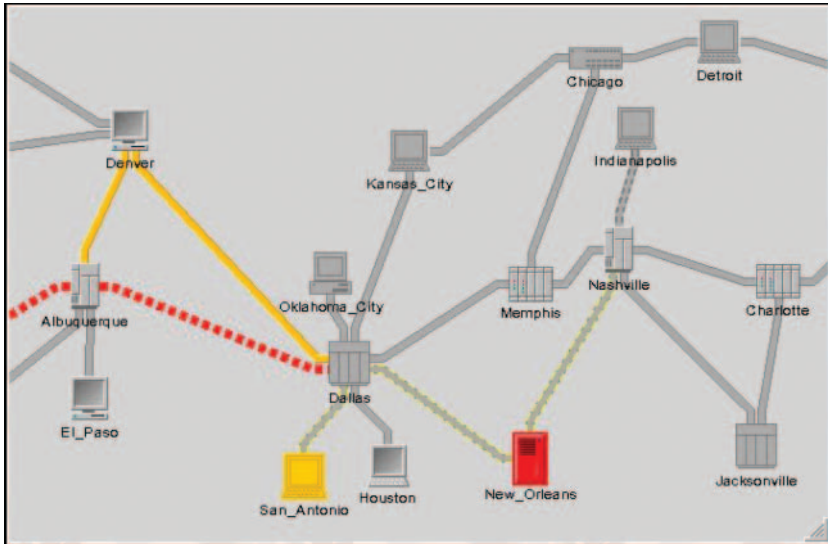 Chicago
Detroit
Denver
Kansas_City
Indianapolis
Oklahoma_City
Memphis
Nashville
Charlotte
Albuquerque
Dallas
El_Paso
San_Antonio
Houston
New_Orleans
Jacksonville